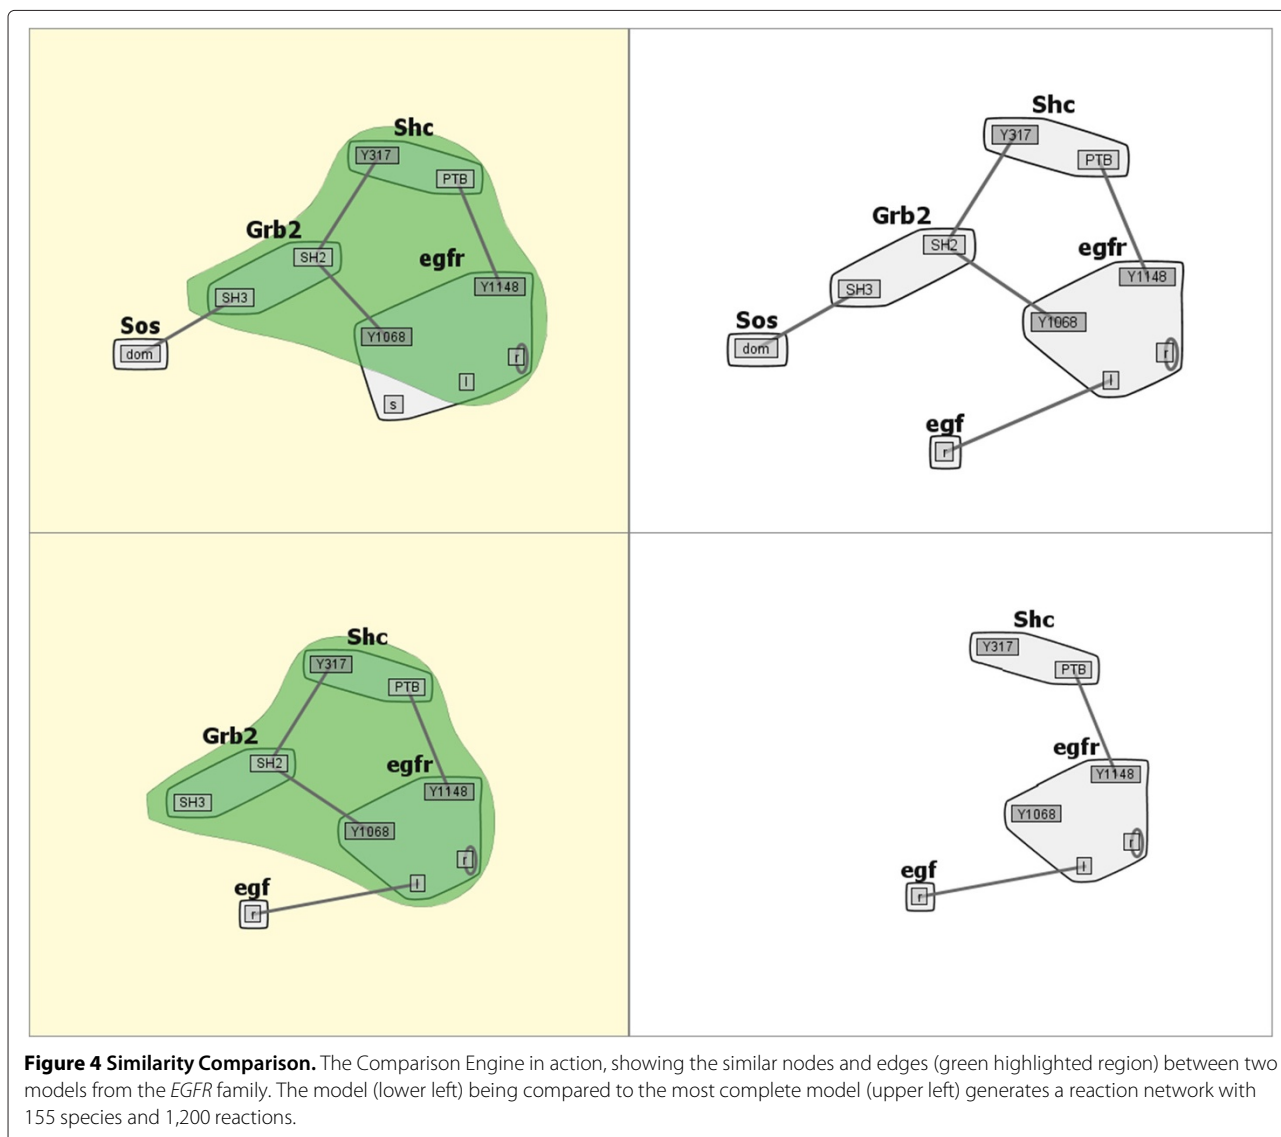 Shc
Y317
PTB
Grb2
SH2
egfr
SH3
Y1148
Sos
dom
Y1068
r
l
s
Shc
Y317
PTB
Grb2
SH2
egfr
SH3
Y1148
Sos
dom
Y1068
r
l
egf
r
Shc
Y317
PTB
Grb2
SH2
egfr
SH3
Y1148
Y1068
r
l
egf
r
Shc
Y317
PTB
egfr
Y1148
Y1068
r
l
egf
r
Figure 4 Similarity Comparison. The Comparison Engine in action, showing the similar nodes and edges (green highlighted region) between two
models from the EGFR family. The model (lower left) being compared to the most complete model (upper left) generates a reaction network with
155 species and 1,200 reactions.